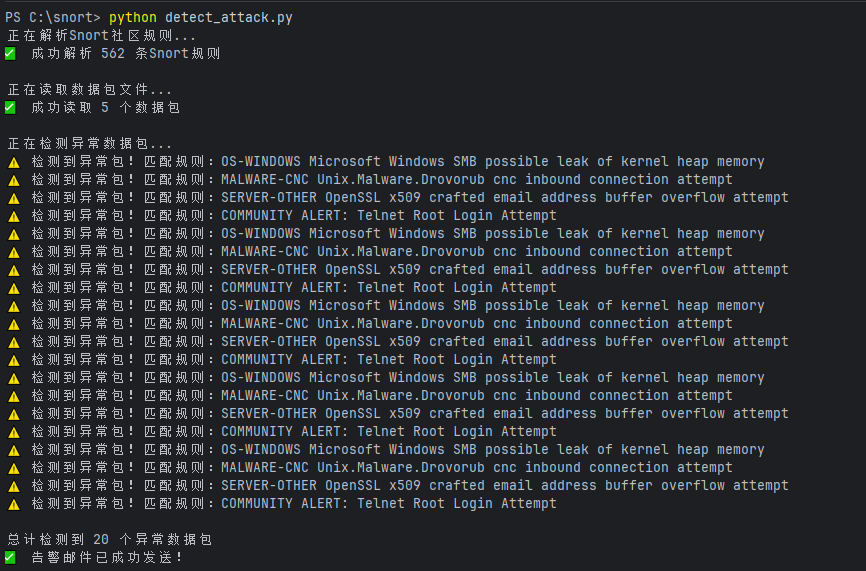 PS C:\snort> python detect_attack.py
正在解析Snort社区规则...
✅ 成功解析 562 条Snort规则
正在读取数据包文件...
✅ 成功读取 5 个数据包
正在检测异常数据包...
⚠ 检测到异常包! 匹配规则: OS-WINDOWS Microsoft Windows SMB possible leak of kernel heap memory
⚠ 检测到异常包! 匹配规则: MALWARE-CNC Unix.Malware.Drovorub cnc inbound connection attempt
⚠ 检测到异常包! 匹配规则: SERVER-OTHER OpenSSL x509 crafted email address buffer overflow attempt
⚠ 检测到异常包! 匹配规则: COMMUNITY ALERT: Telnet Root Login Attempt
⚠ 检测到异常包! 匹配规则: OS-WINDOWS Microsoft Windows SMB possible leak of kernel heap memory
⚠ 检测到异常包! 匹配规则: MALWARE-CNC Unix.Malware.Drovorub cnc inbound connection attempt
⚠ 检测到异常包! 匹配规则: SERVER-OTHER OpenSSL x509 crafted email address buffer overflow attempt
⚠ 检测到异常包! 匹配规则: COMMUNITY ALERT: Telnet Root Login Attempt
⚠ 检测到异常包! 匹配规则: OS-WINDOWS Microsoft Windows SMB possible leak of kernel heap memory
⚠ 检测到异常包! 匹配规则: MALWARE-CNC Unix.Malware.Drovorub cnc inbound connection attempt
⚠ 检测到异常包! 匹配规则: SERVER-OTHER OpenSSL x509 crafted email address buffer overflow attempt
⚠ 检测到异常包! 匹配规则: COMMUNITY ALERT: Telnet Root Login Attempt
⚠ 检测到异常包! 匹配规则: OS-WINDOWS Microsoft Windows SMB possible leak of kernel heap memory
⚠ 检测到异常包! 匹配规则: MALWARE-CNC Unix.Malware.Drovorub cnc inbound connection attempt
⚠ 检测到异常包! 匹配规则: SERVER-OTHER OpenSSL x509 crafted email address buffer overflow attempt
⚠ 检测到异常包! 匹配规则: COMMUNITY ALERT: Telnet Root Login Attempt
⚠ 检测到异常包! 匹配规则: OS-WINDOWS Microsoft Windows SMB possible leak of kernel heap memory
⚠ 检测到异常包! 匹配规则: MALWARE-CNC Unix.Malware.Drovorub cnc inbound connection attempt
⚠ 检测到异常包! 匹配规则: SERVER-OTHER OpenSSL x509 crafted email address buffer overflow attempt
⚠ 检测到异常包! 匹配规则: COMMUNITY ALERT: Telnet Root Login Attempt
总计检测到 20 个异常数据包
✅ 告警邮件已成功发送!